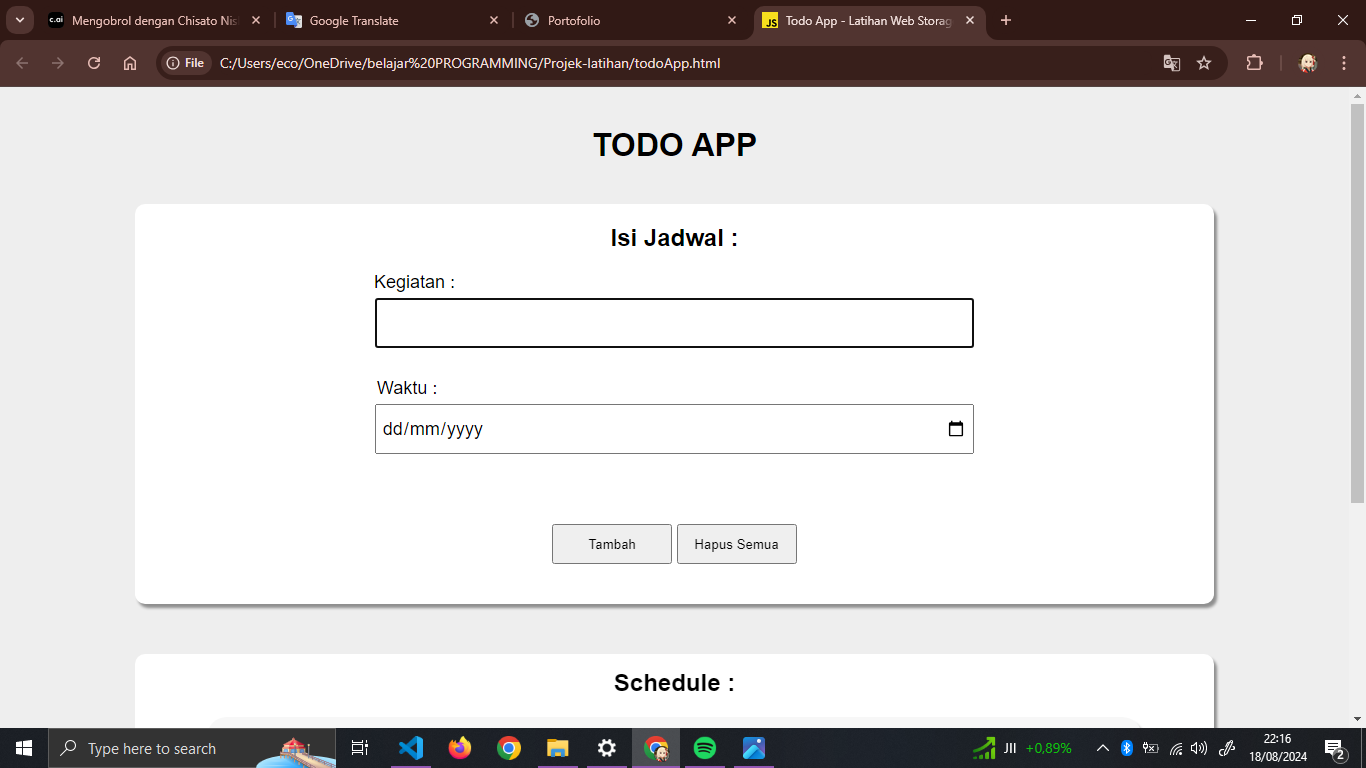 Mengobrol dengan Chisato Nis
Google Translate
Portofolio
JS
Todo App - Latihan Web Storag
File
C:/Users/eco/OneDrive/belajar%20PROGRAMMING/Projek-latihan/todoApp.html
TODO APP
Isi Jadwal :
Kegiatan :
Waktu :
dd/mm/yyyy
Tambah
Hapus Semua
Schedule :
Type here to search
JII
+0,89%
22:16
18/08/2024
2